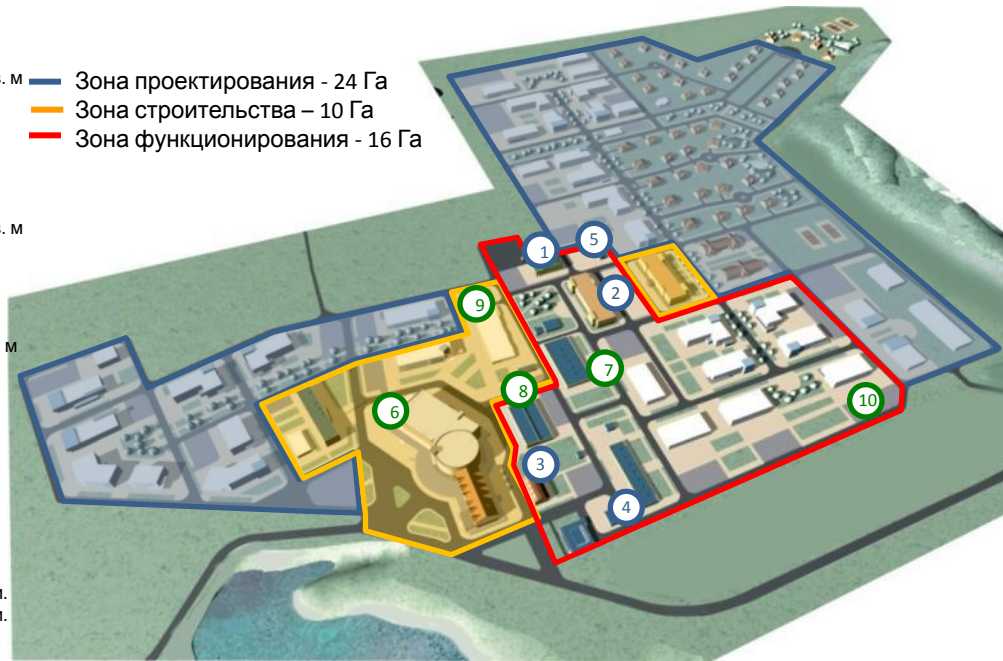 в. м
Зона проектирования - 24 Га
Зона строительства – 10 Га
Зона функционирования - 16 Га
в. м
м
м.
м.
1
5
2
9
7
8
6
10
3
4